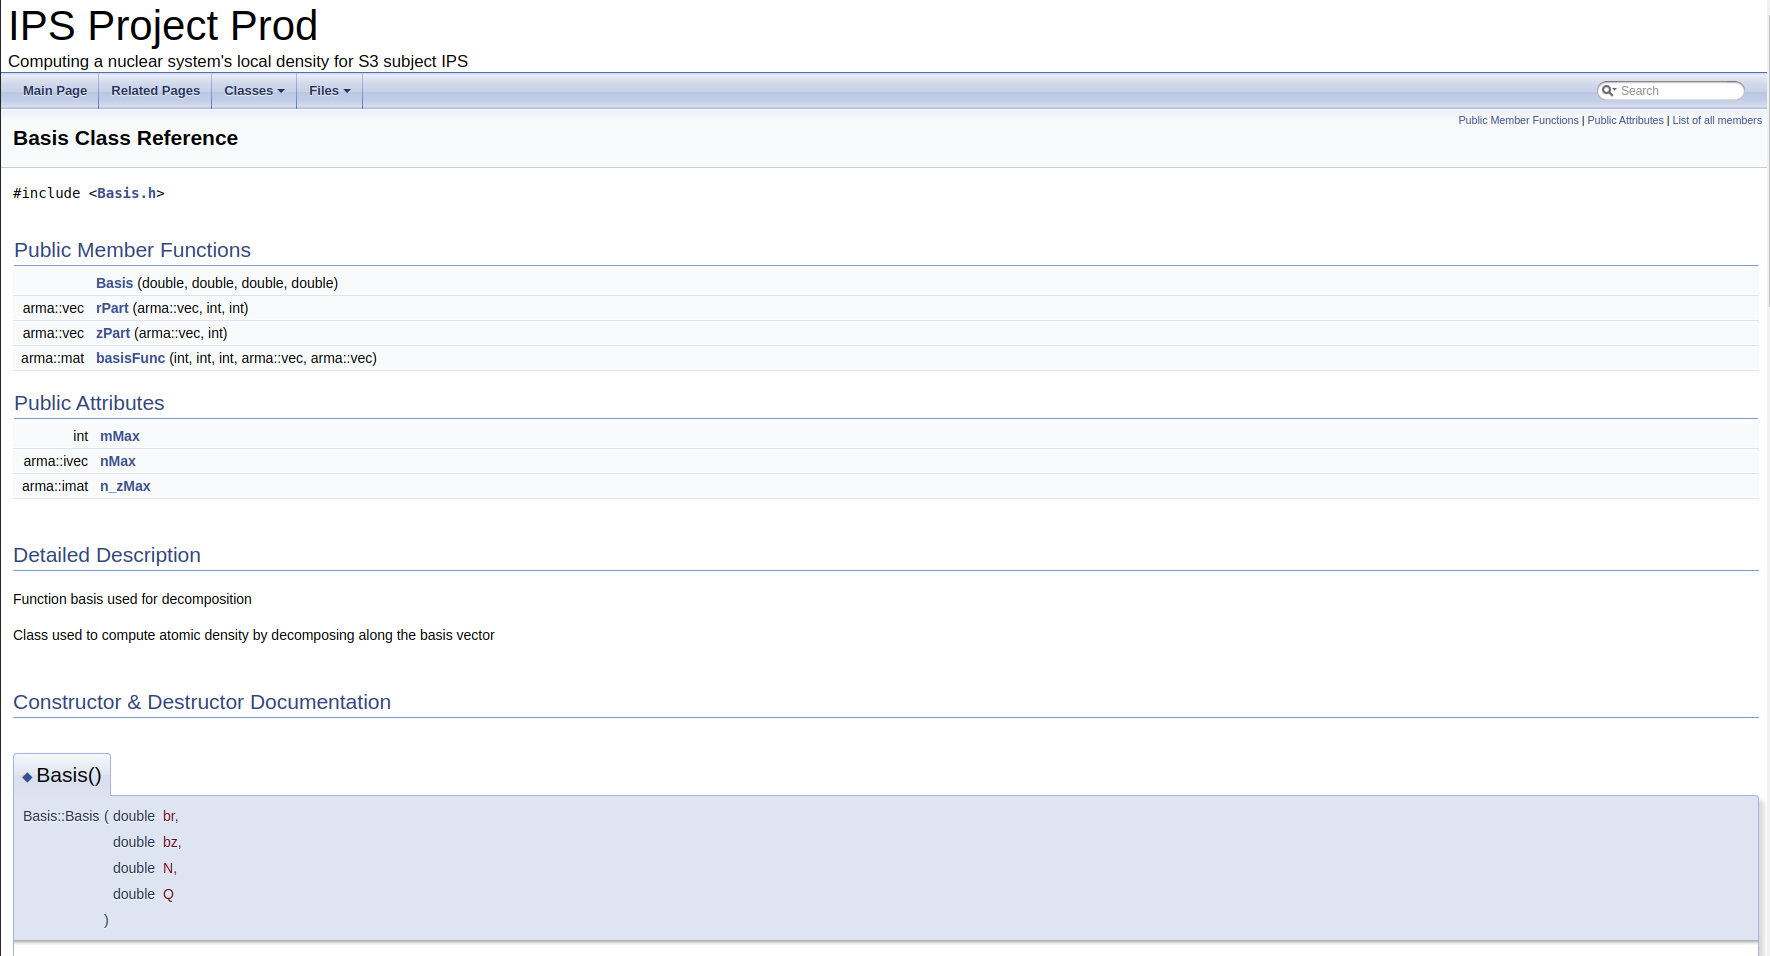 IPS Project Prod
Computing a nuclear system's local density for S3 subject IPS
Main Page Related Pages Classes Files Search
Public Member Functions | Public Attributes | List of all members
Basis Class Reference
#include <Basis.h>
Public Member Functions
Basis (double, double, double, double)
arma::vec rPart (arma::vec, int, int)
arma::vec zPart (arma::vec, int)
arma::mat basisFunc (int, int, int, arma::vec, arma::vec)
Public Attributes
int mMax
arma::ivec nMax
arma::imat n_zMax
Detailed Description
Function basis used for decomposition
Class used to compute atomic density by decomposing along the basis vector
Constructor & Destructor Documentation
◆ Basis()
Basis::Basis ( double br,
double bz,
double N,
double Q
)